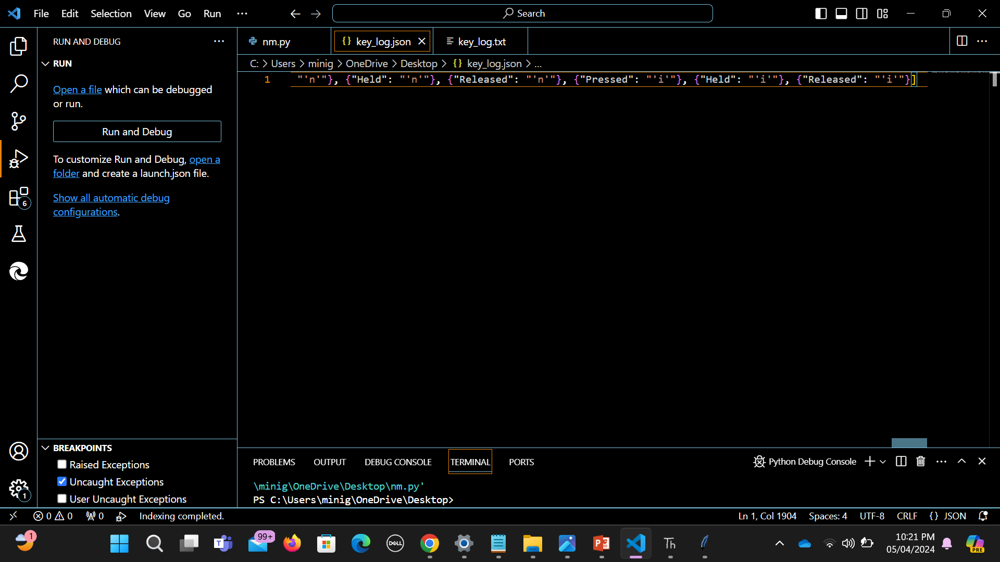 File Edit Selection View Go Run ··· Search
RUN AND DEBUG ···
RUN
Open a file which can be debugged
or run.
Run and Debug
To customize Run and Debug, open a
folder and create a launch.json file.
Show all automatic debug
configurations.
6
BREAKPOINTS
Raised Exceptions
Uncaught Exceptions
User Uncaught Exceptions
1
nm.py {} key_log.json key_log.txt ···
C: > Users > minig > OneDrive > Desktop > {} key_log.json > ...
1 "'n'"}, {"Held": "'n'"}, {"Released": "'n'"}, {"Pressed": "'i'"}, {"Held": "'i'"}, {"Released": "'i'"}]
PROBLEMS OUTPUT DEBUG CONSOLE TERMINAL PORTS Python Debug Console ···
\minig\OneDrive\Desktop\nm.py'
PS C:\Users\minig\OneDrive\Desktop>
0 0 0 Indexing completed. Ln 1, Col 1904 Spaces: 4 UTF-8 CRLF {} JSON
1 T 99+ DELL P Th 10:21 PM PRE
05/04/2024